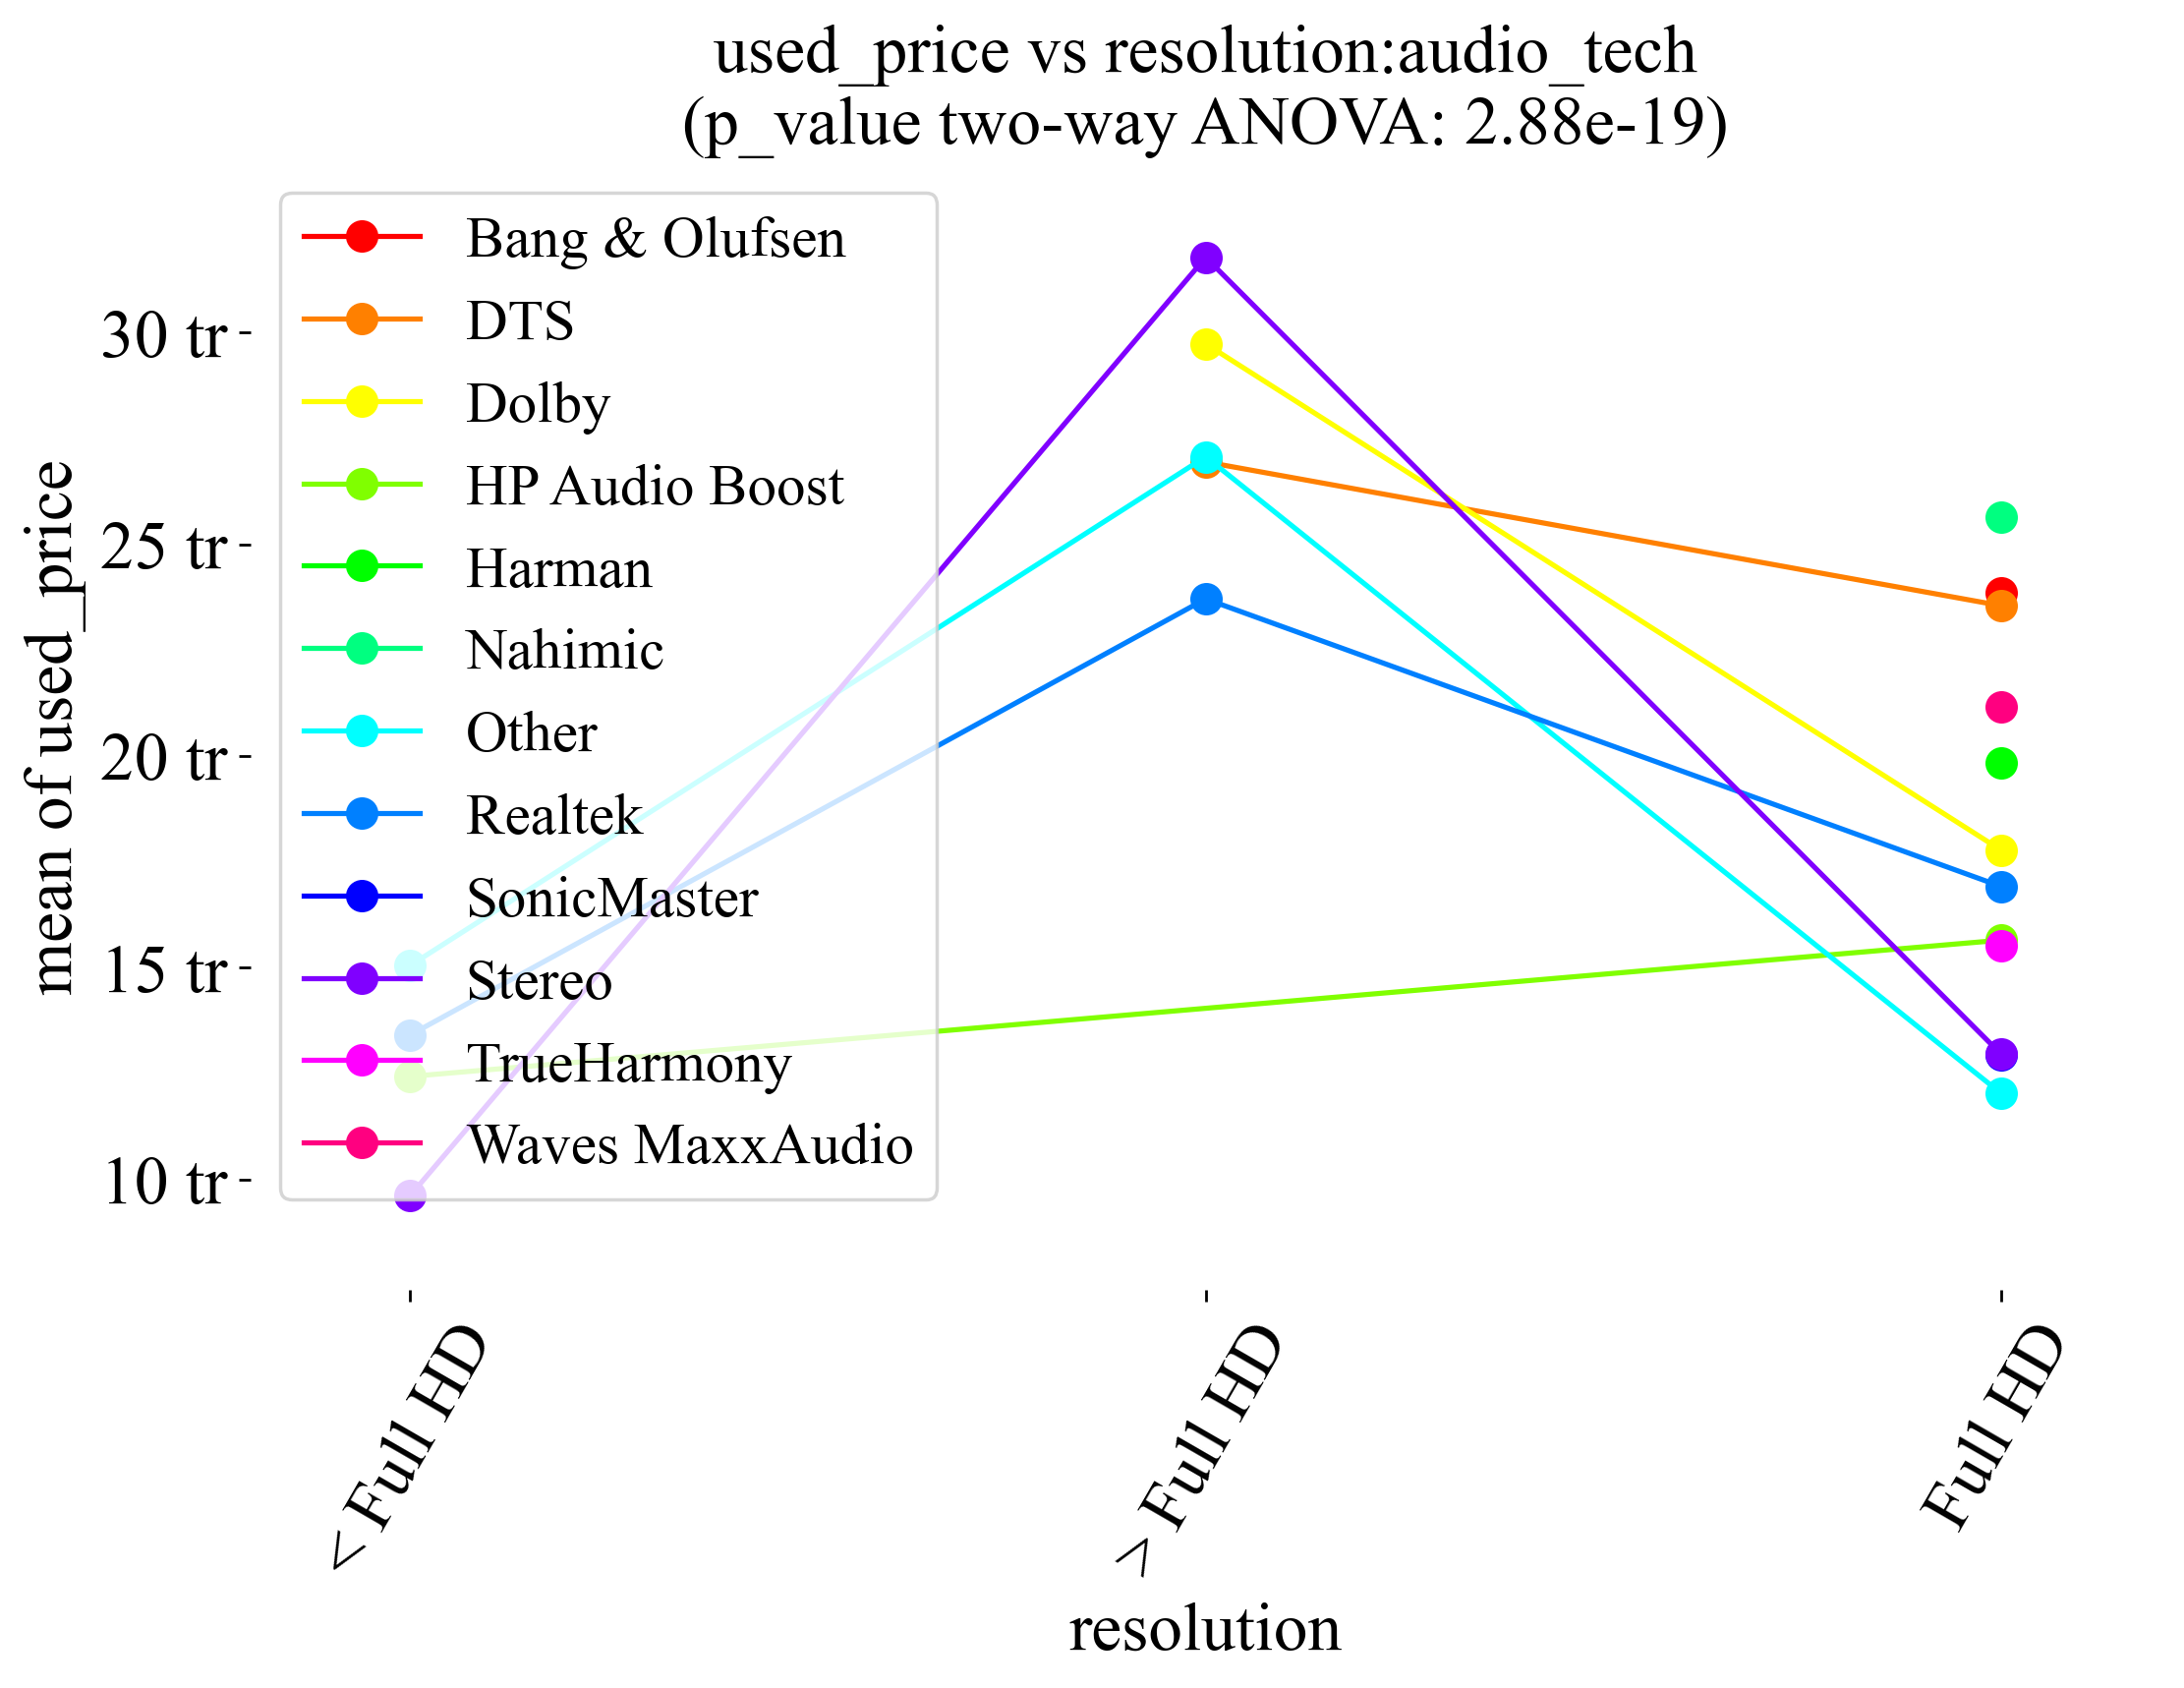 used_price vs resolution:audio_tech
(p_value two-way ANOVA: 2.88e-19)
Bang & Olufsen
DTS
Dolby
HP Audio Boost
Harman
Nahimic
Other
Realtek
SonicMaster
Stereo
TrueHarmony
Waves MaxxAudio
mean of used_price
30 tr
25 tr
20 tr
15 tr
10 tr
< Full HD
> Full HD
Full HD
resolution